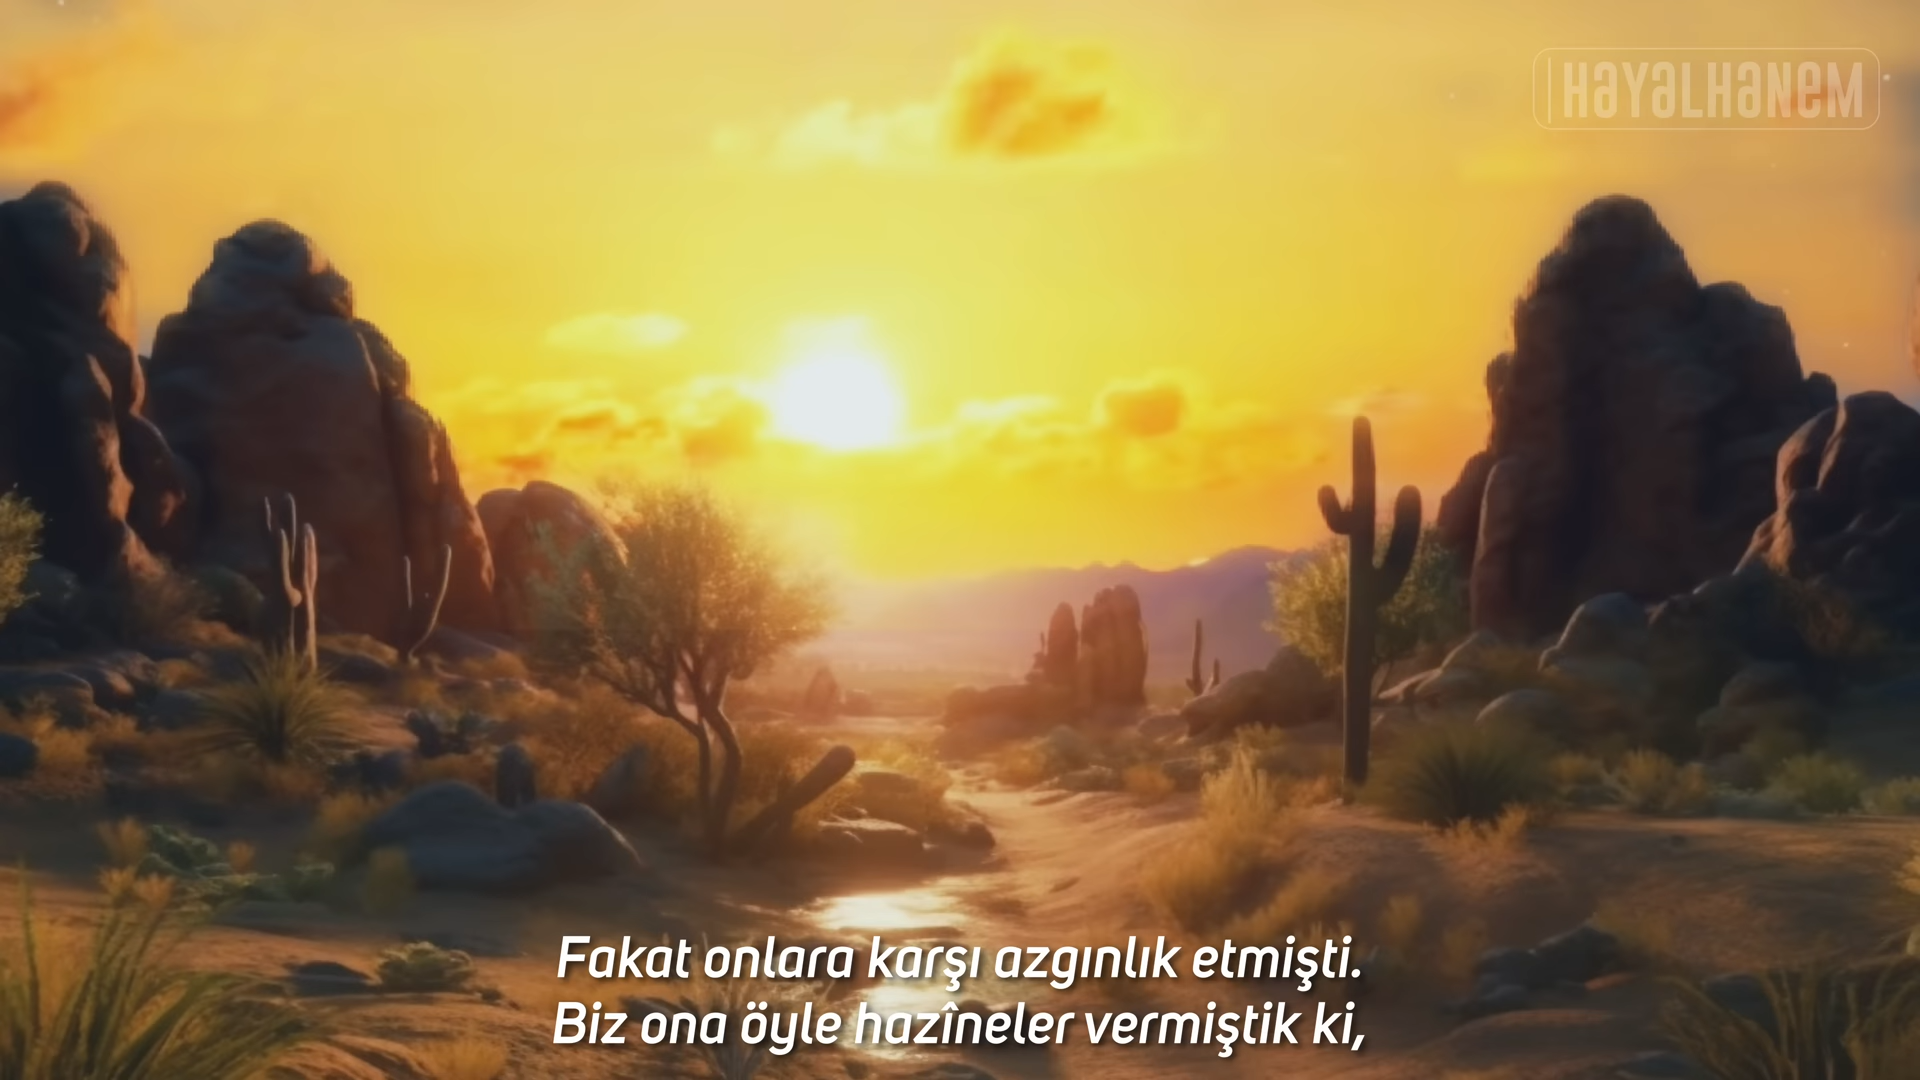 HAYALHANEM
Fakat onlara karşı azgınlık etmişti.
Biz ona öyle hazîneler vermiştik ki,